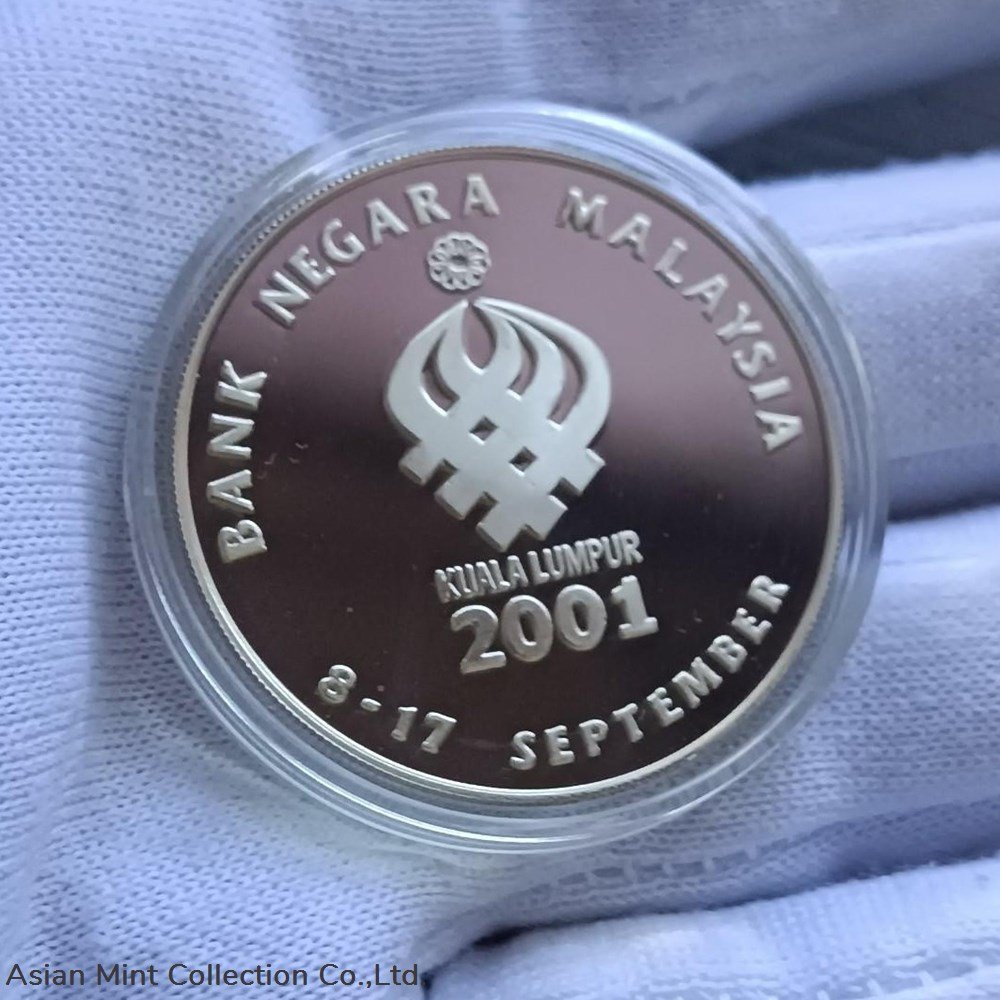 BANK NEGARA MALAYSIA
KUALA LUMPUR
2001
8 - 17 SEPTEMBER
Asian Mint Collection Co.,Ltd